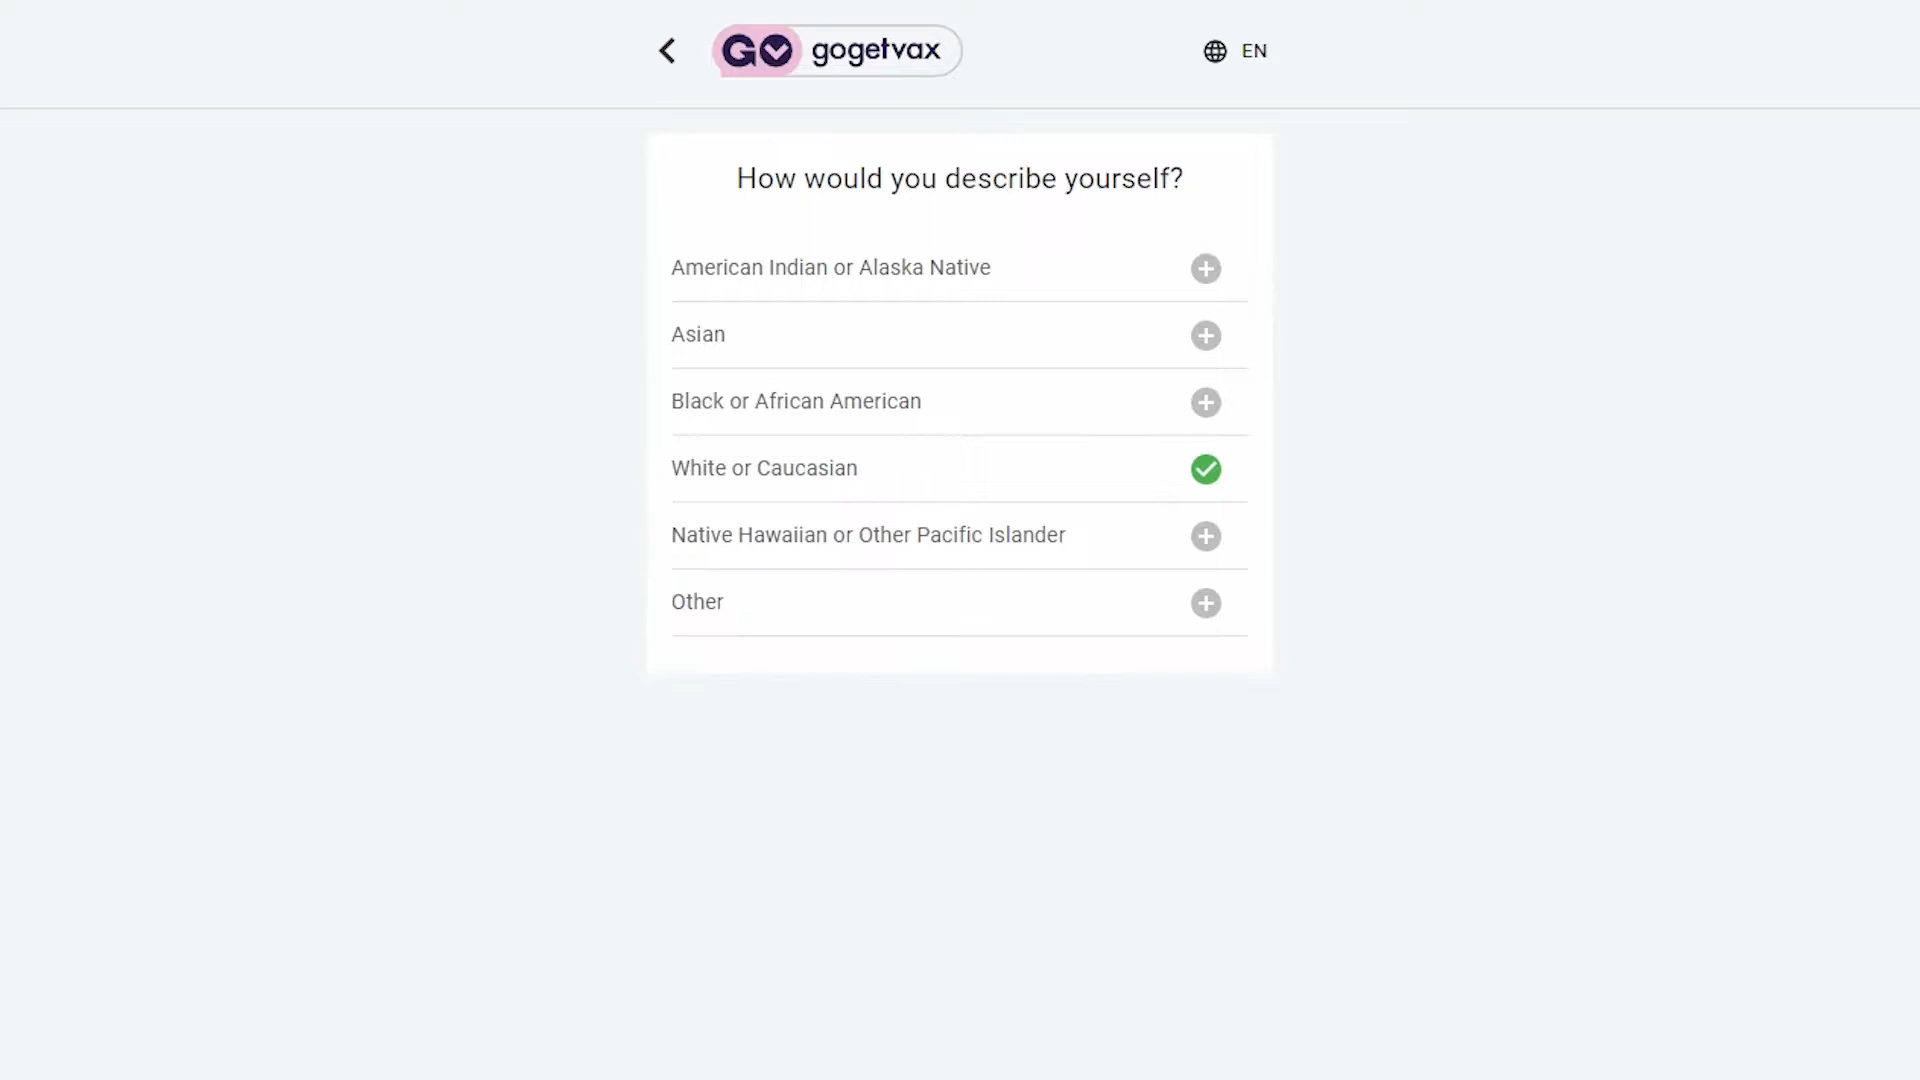 GO gogetvax
EN
How would you describe yourself?
American Indian or Alaska Native
Asian
Black or African American
White or Caucasian
Native Hawaiian or Other Pacific Islander
Other